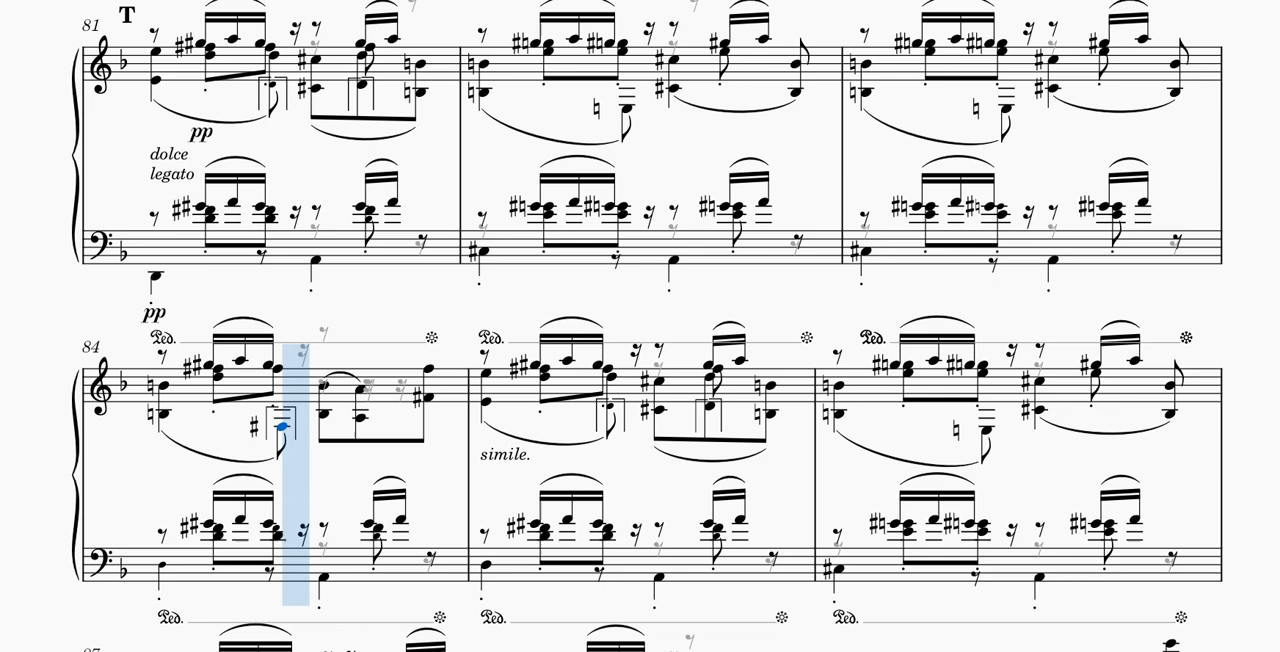 T
81
pp
dolce
legato
pp
Ped. Ped. Ped.
84
simile.
Ped. Ped. Ped.